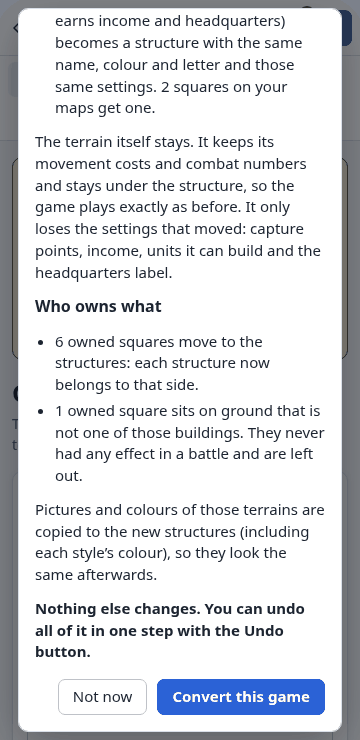 earns income and headquarters)
becomes a structure with the same
name, colour and letter and those
same settings. 2 squares on your
maps get one.
The terrain itself stays. It keeps its
movement costs and combat numbers
and stays under the structure, so the
game plays exactly as before. It only
loses the settings that moved: capture
points, income, units it can build and the
headquarters label.
Who owns what
• 6 owned squares move to the
structures: each structure now
belongs to that side.
• 1 owned square sits on ground that is
not one of those buildings. They never
had any effect in a battle and are left
out.
Pictures and colours of those terrains are
copied to the new structures (including
each style’s colour), so they look the
same afterwards.
Nothing else changes. You can undo
all of it in one step with the Undo
button.
Not now
Convert this game